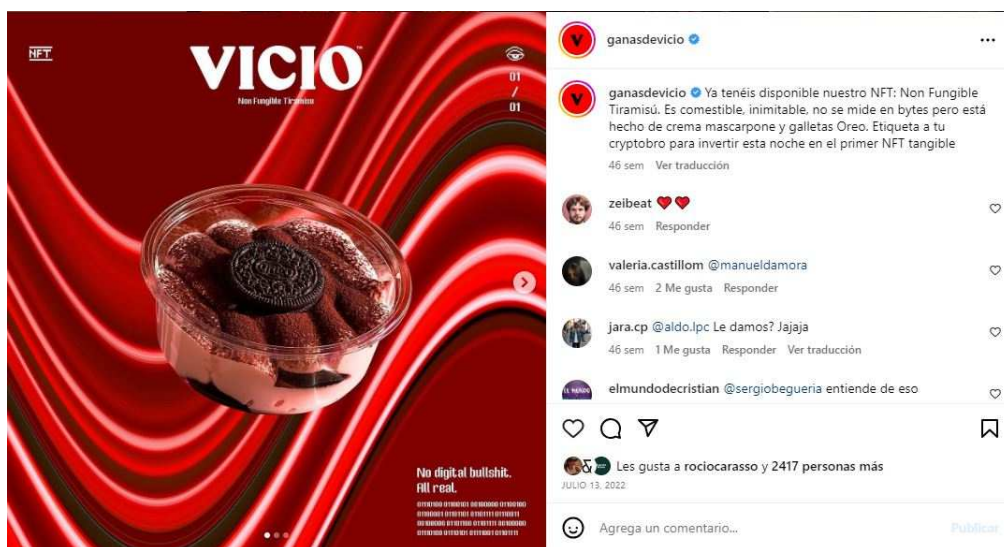 NFT
VICIO
Non Fungible Tiramisú
01
/
01
OREO
No digital bullshit.
All real.
ganasdevicio
ganasdevicio Ya tenéis disponible nuestro NFT: Non Fungible
Tiramisú. Es comestible, inimitable, no se mide en bytes pero está
hecho de crema mascarpone y galletas Oreo. Etiqueta a tu
cryptobro para invertir esta noche en el primer NFT tangible
46 sem Ver traducción
zeibeat ❤❤
46 sem Responder
valeria.castillom @manueldamora
46 sem 2 Me gusta Responder
jara.cp @aldo.lpc Le damos? Jajaja
46 sem 1 Me gusta Responder Ver traducción
elmundodecristian @sergiobegueria entiende de eso
Les gusta a rociocarasso y 2417 personas más
JULIO 13, 2022
Agrega un comentario...
Publicar